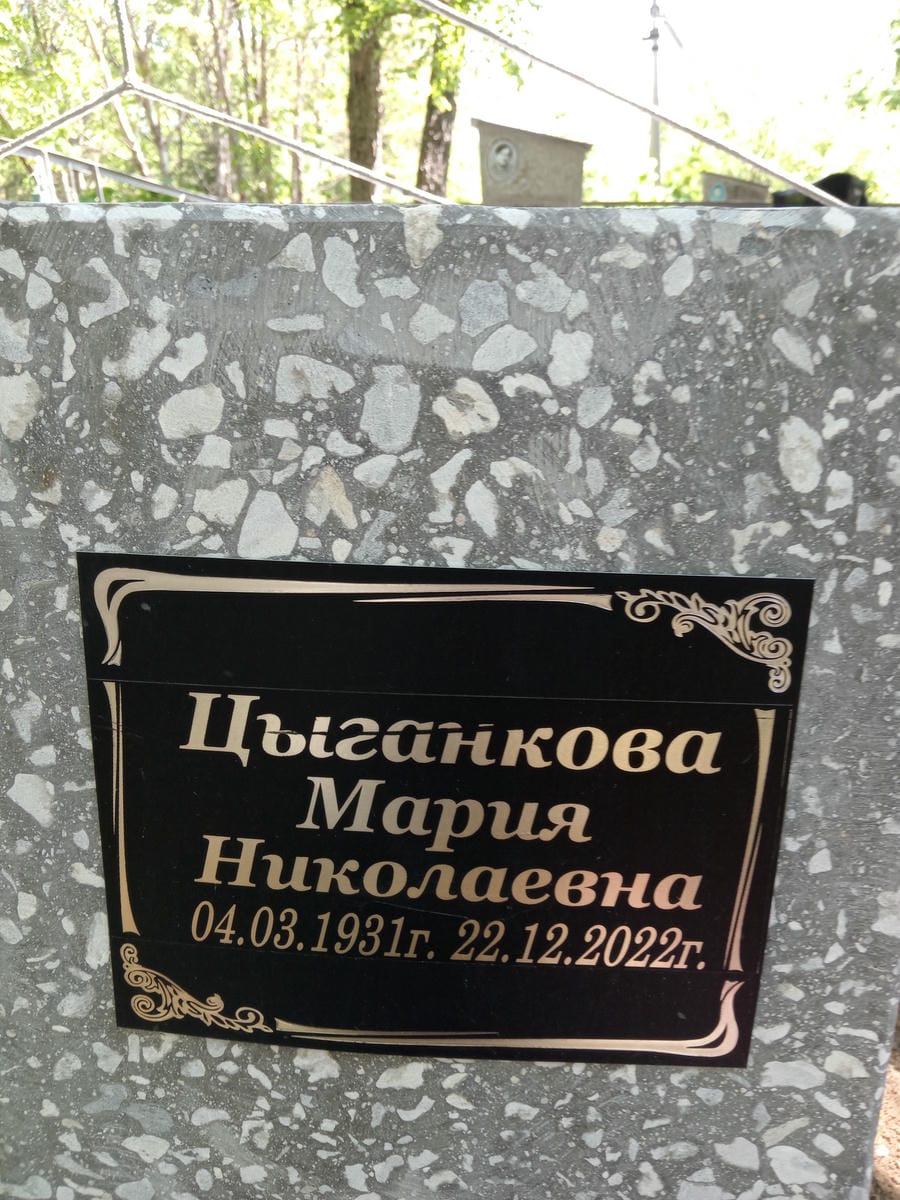 Цыганкова
Мария
Николаевна
04.03.1931г. 22.12.2022г.